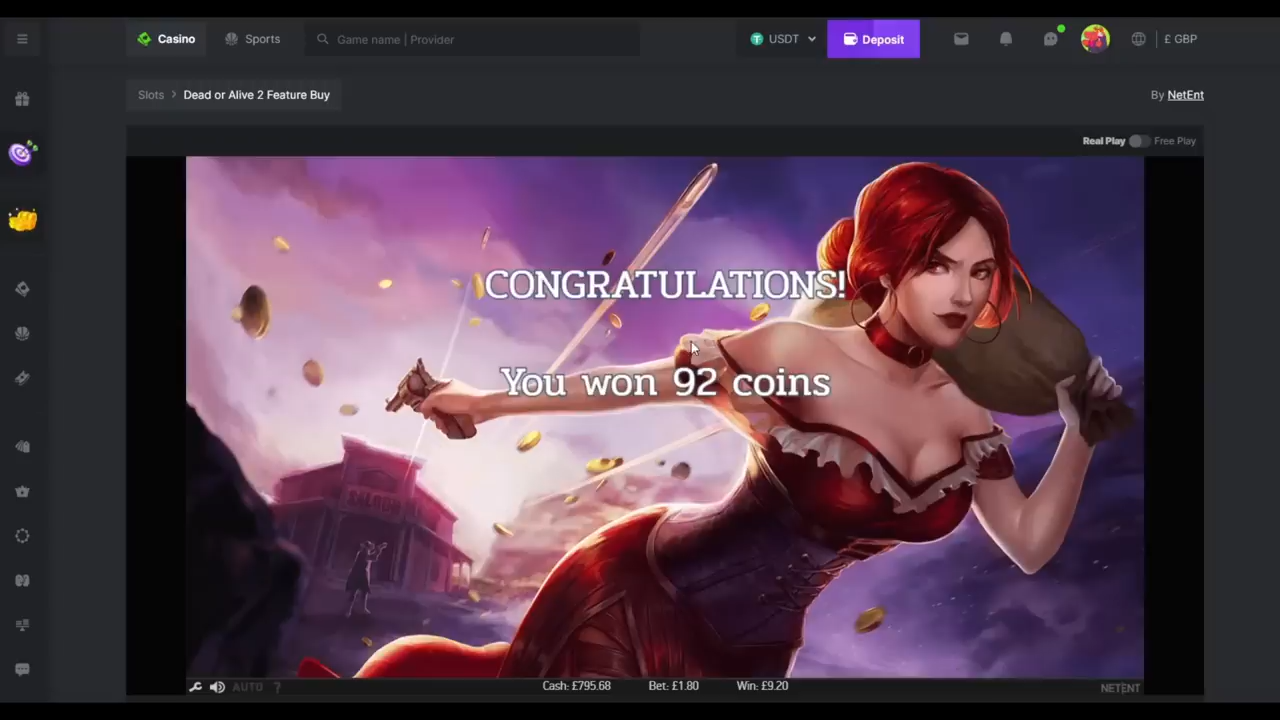 Casino
Sports
Game name | Provider
USDT
Deposit
£ GBP
Slots > Dead or Alive 2 Feature Buy
By NetEnt
Real Play
Free Play
CONGRATULATIONS!
You won 92 coins
SALOON
AUTO ?
Cash: £795.68
Bet: £1.80
Win: £9.20
NETENT